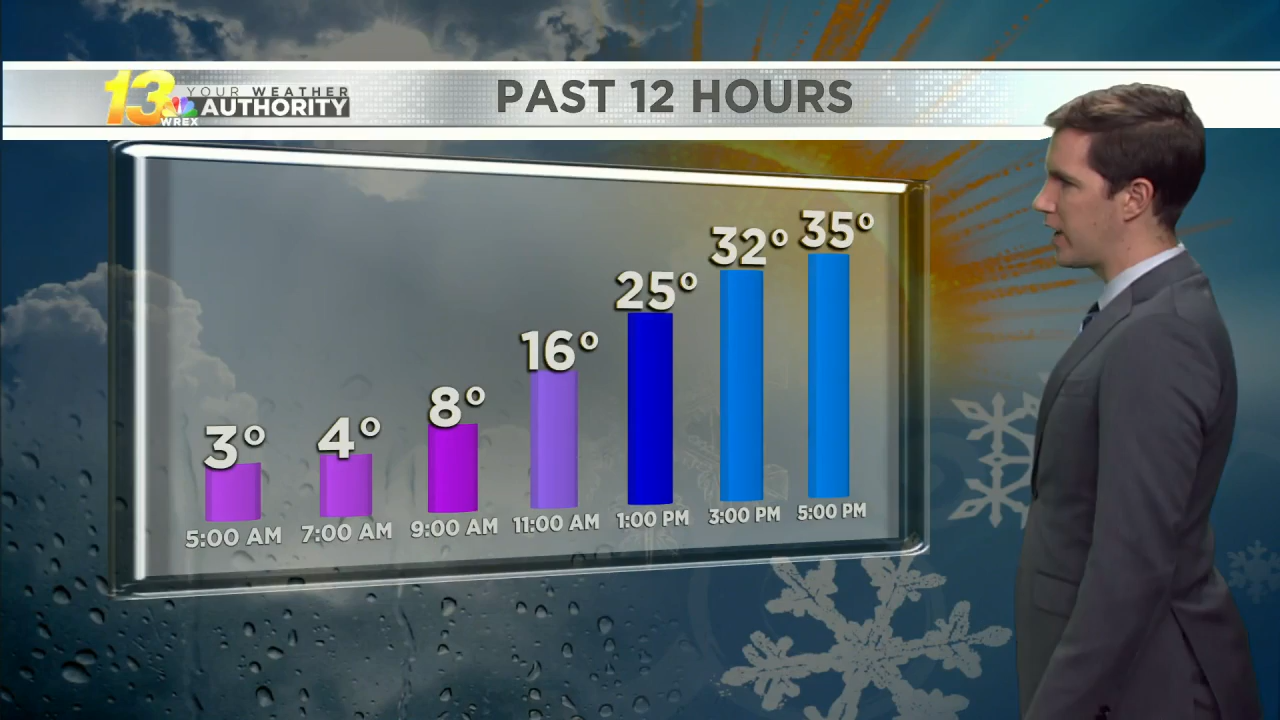 13
WREX
YOUR WEATHER
AUTHORITY
PAST 12 HOURS
3° 4° 8° 16° 25° 32° 35°
5:00 AM 7:00 AM 9:00 AM 11:00 AM 1:00 PM 3:00 PM 5:00 PM